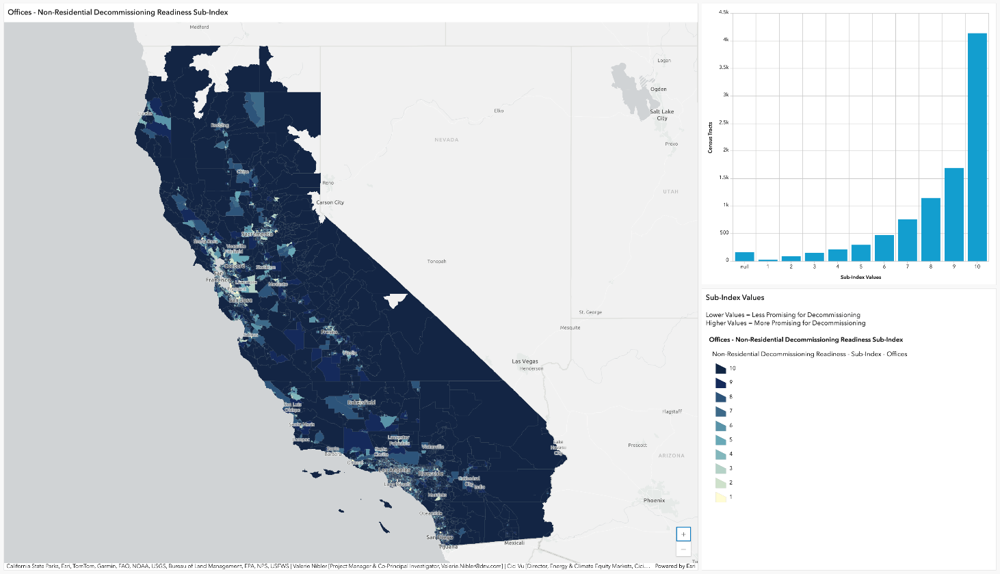 Offices - Non-Residential Decommissioning Readiness Sub-Index
Medford
Logan
Ogden
Salt Lake
City
Provo
Elko
NEVADA
UTAH
Redding
Chico
Reno
Carson City
Sacramento
Santa Rosa
Vacaville
Fairfield
Concord
Stockton
San
Francisco
Livermore
Modesto
San Jose
Tonopah
Salinas
Fresno
Visalia
St. George
Mesquite
Las Vegas
Henderson
Bakersfield
San Luis
Obispo
Santa Maria
Lompoc
Santa
Barbara
Santa
Clarita
Lancaster
Palmdale
Victorville
Oxnard
Los Angeles
Riverside
Long Beach
Cathedral
City
Indio
Murrieta
Oceanside
San Diego
Tijuana
Mexicali
Lake
Havasu
City
Flagstaff
Prescott
ARIZONA
Phoenix
+
−
California State Parks, Esri, TomTom, Garmin, FAO, NOAA, USGS, Bureau of Land Management, EPA, NPS, USFWS | Valerie Nibler [Project Manager & Co-Principal Investigator, Valerie.Nibler@dnv.com] | Cici Vu [Director, Energy & Climate Equity Markets, Cici.… Powered by Esri
4.5k
4k
3.5k
3k
2.5k
2k
1.5k
1k
500
0
Census Tracts
null 1 2 3 4 5 6 7 8 9 10
Sub-Index Values
Sub-Index Values
Lower Values = Less Promising for Decommissioning
Higher Values = More Promising for Decommissioning
Offices - Non-Residential Decommissioning Readiness Sub-Index
Non-Residential Decommissioning Readiness - Sub-Index - Offices
10
9
8
7
6
5
4
3
2
1